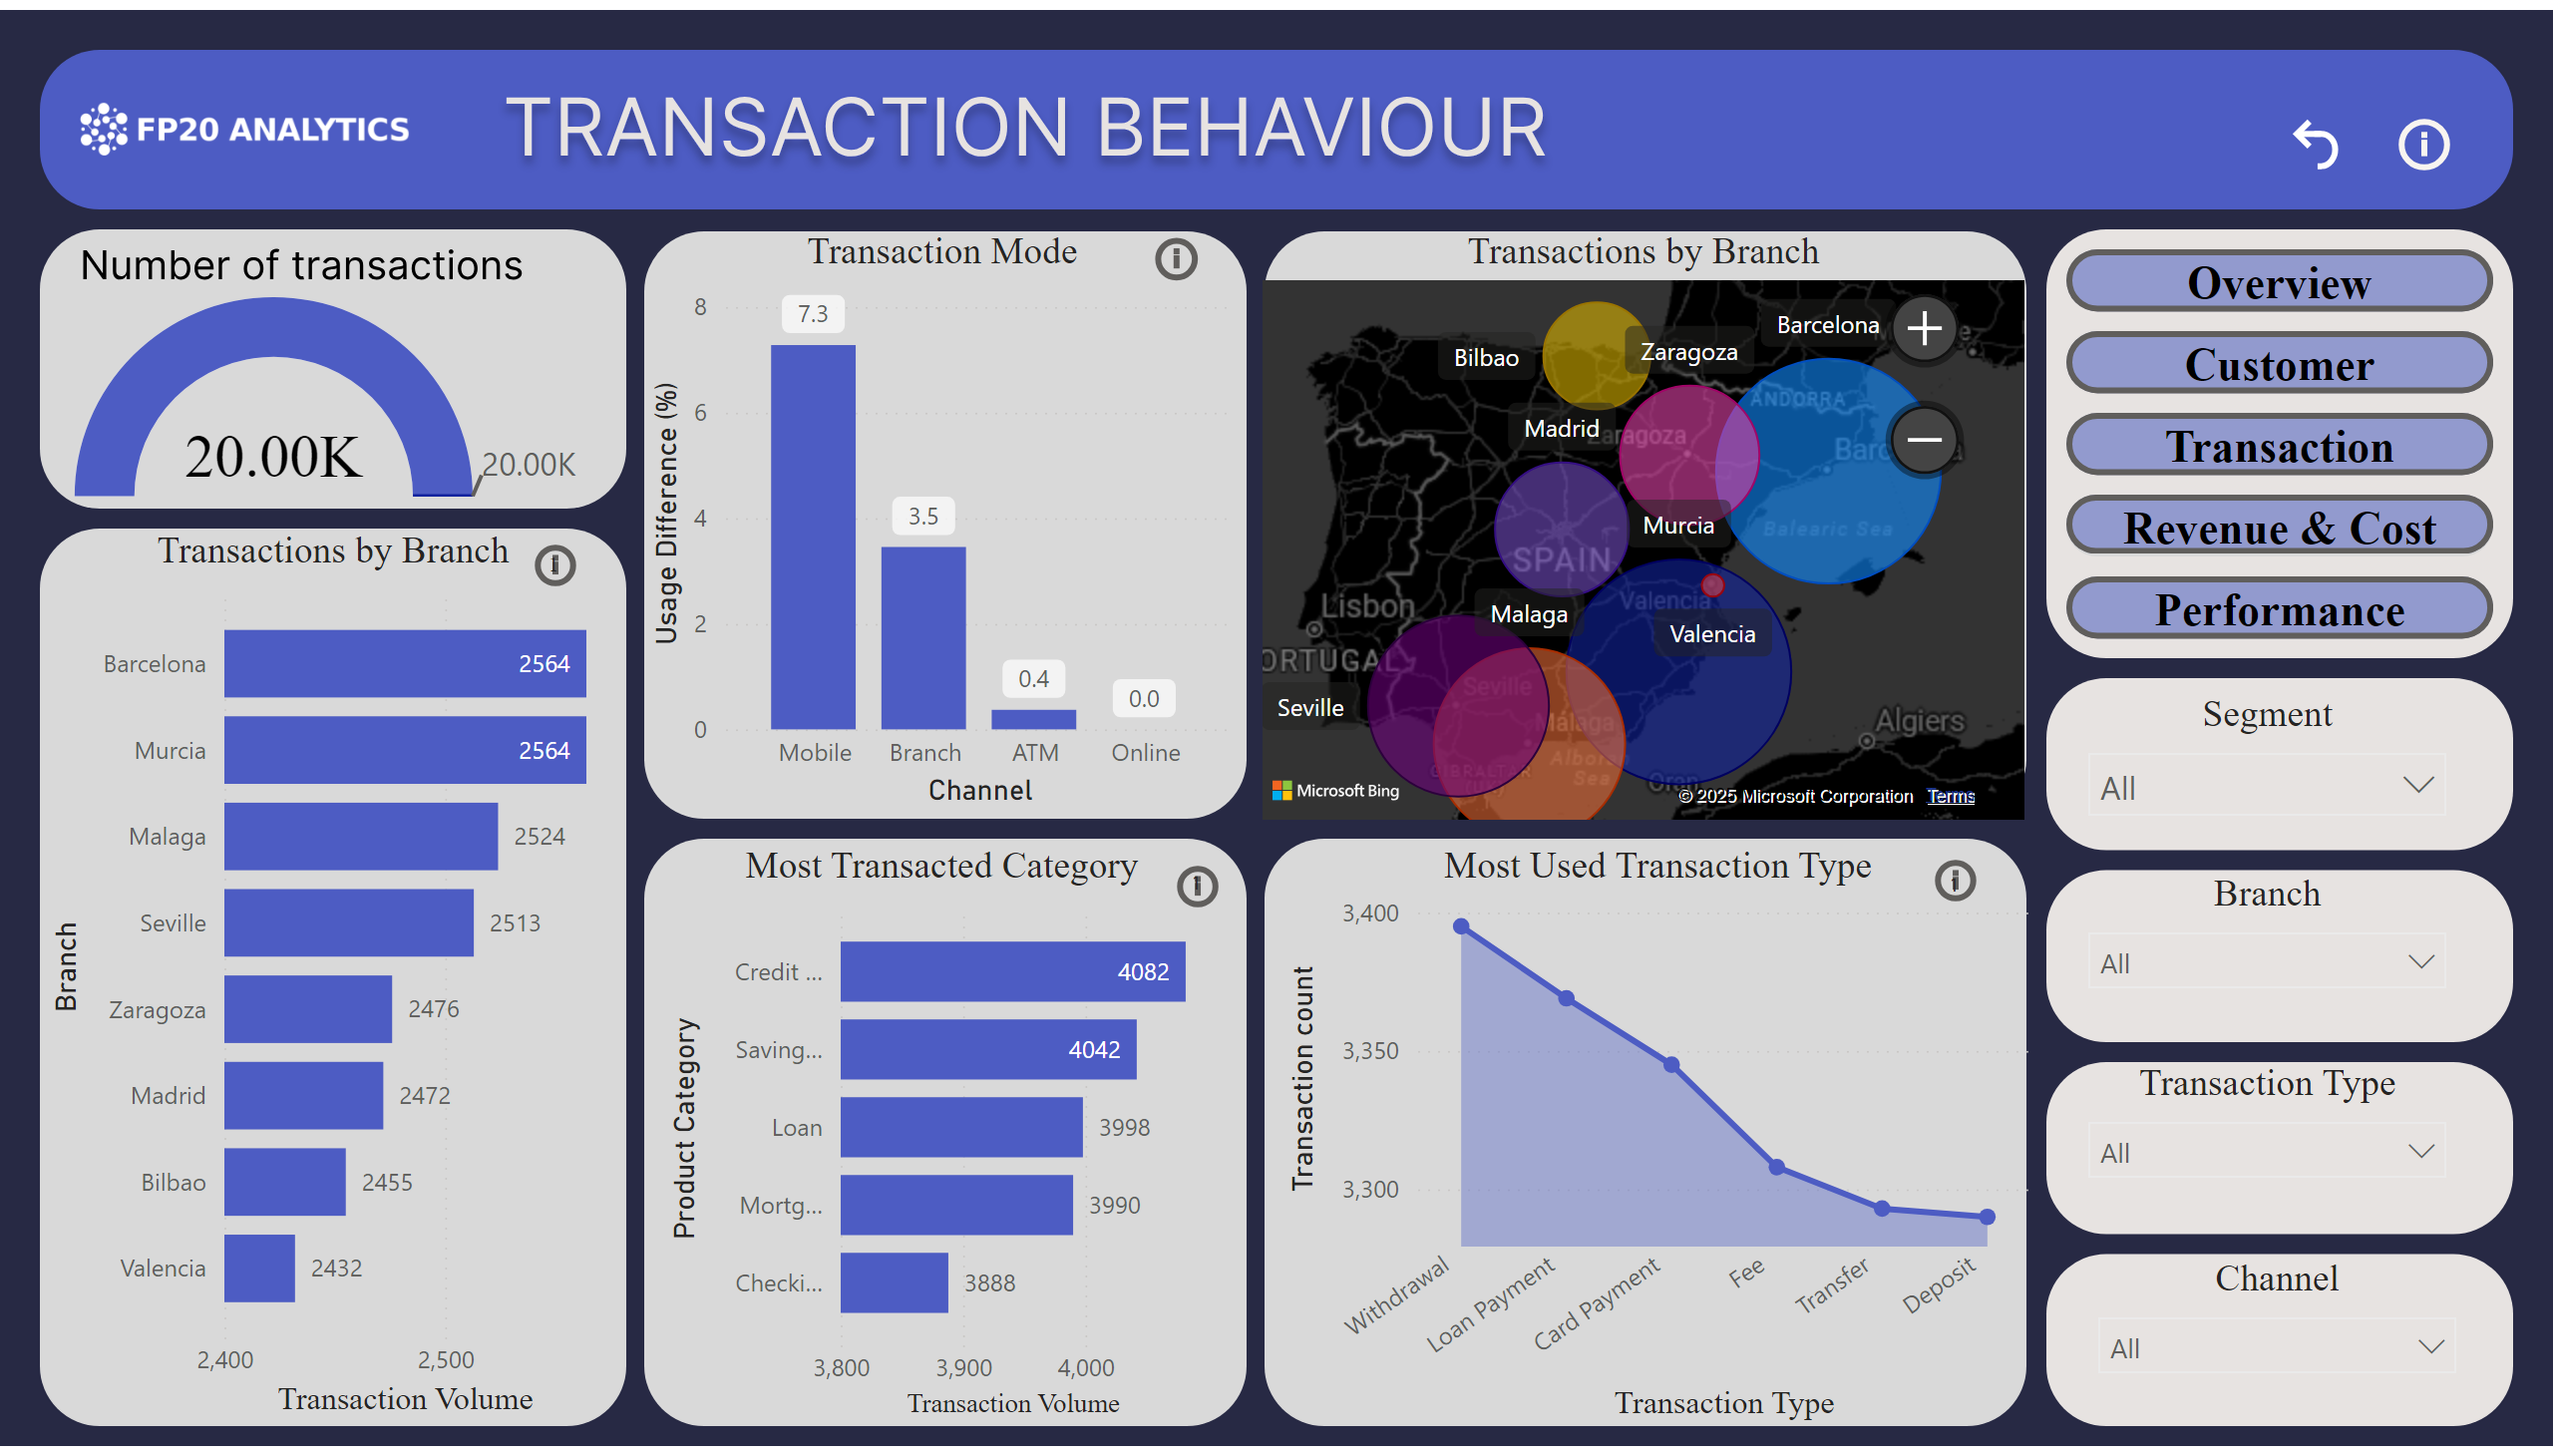 FP20 ANALYTICS
TRANSACTION BEHAVIOUR
Number of transactions
20.00K
20.00K
Transactions by Branch
Branch
Barcelona 2564
Murcia 2564
Malaga 2524
Seville 2513
Zaragoza 2476
Madrid 2472
Bilbao 2455
Valencia 2432
2,400 2,500
Transaction Volume
Transaction Mode
Usage Difference (%)
8
6
4
2
0
7.3
3.5
0.4
0.0
Mobile Branch ATM Online
Channel
Most Transacted Category
Product Category
Credit ... 4082
Saving... 4042
Loan 3998
Mortg... 3990
Checki... 3888
3,800 3,900 4,000
Transaction Volume
Transactions by Branch
Barcelona
Zaragoza
Bilbao
ANDORRA
Madrid
Murcia
Balearic Sea
SPAIN
Lisbon
Valencia
Malaga
Valencia
Seville
Seville
Málaga
Algiers
Oran
Microsoft Bing
© 2025 Microsoft Corporation Terms
Most Used Transaction Type
Transaction count
3,400
3,350
3,300
Withdrawal
Loan Payment
Card Payment
Fee
Transfer
Deposit
Transaction Type
Overview
Customer
Transaction
Revenue & Cost
Performance
Segment
All
Branch
All
Transaction Type
All
Channel
All